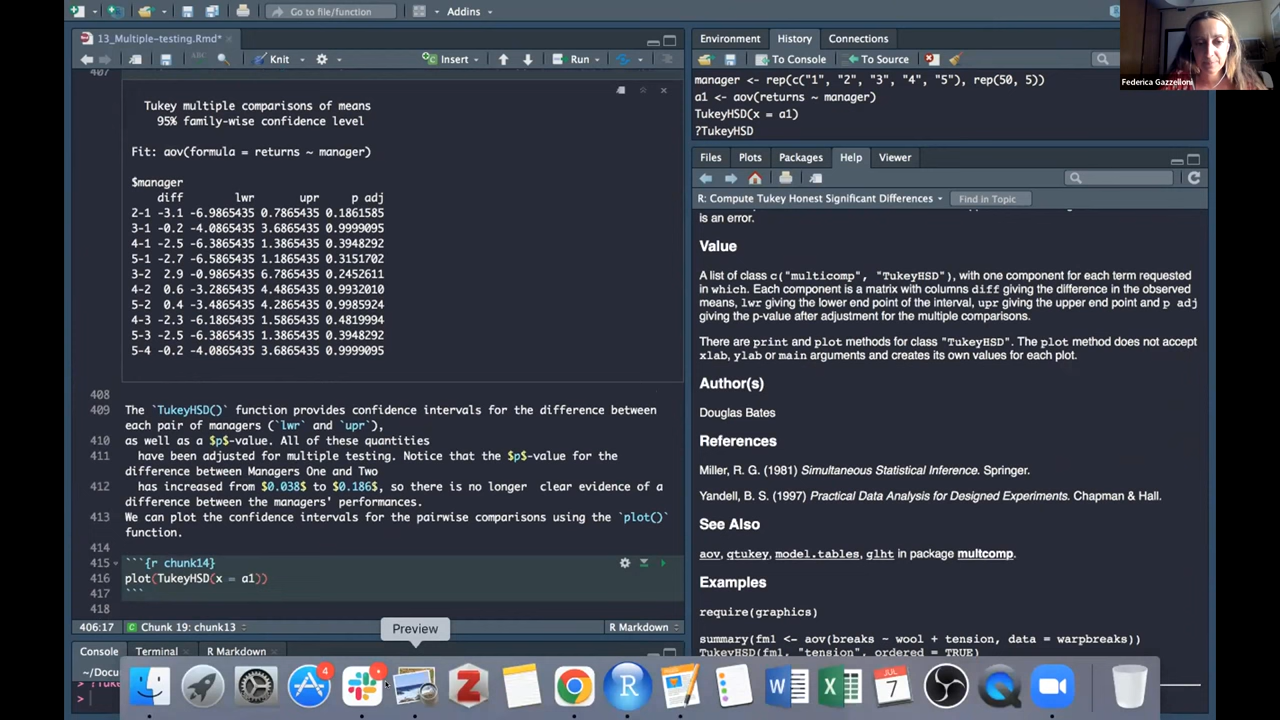 Go to file/function
Addins
13_Multiple-testing.Rmd*
Knit
Insert
Run
407
Tukey multiple comparisons of means
95% family-wise confidence level
Fit: aov(formula = returns ~ manager)
$manager
diff lwr upr p adj
2-1 -3.1 -6.9865435 0.7865435 0.1861585
3-1 -0.2 -4.0865435 3.6865435 0.9999095
4-1 -2.5 -6.3865435 1.3865435 0.3948292
5-1 -2.7 -6.5865435 1.1865435 0.3151702
3-2 2.9 -0.9865435 6.7865435 0.2452611
4-2 0.6 -3.2865435 4.4865435 0.9932010
5-2 0.4 -3.4865435 4.2865435 0.9985924
4-3 -2.3 -6.1865435 1.5865435 0.4819994
5-3 -2.5 -6.3865435 1.3865435 0.3948292
5-4 -0.2 -4.0865435 3.6865435 0.9999095
408
409 The `TukeyHSD()` function provides confidence intervals for the difference between
each pair of managers (`lwr` and `upr`),
410 as well as a $p$-value. All of these quantities
411 have been adjusted for multiple testing. Notice that the $p$-value for the
difference between Managers One and Two
412 has increased from $0.038$ to $0.186$, so there is no longer clear evidence of a
difference between the managers' performances.
413 We can plot the confidence intervals for the pairwise comparisons using the `plot()`
function.
414
415 ```{r chunk14}
416 plot(TukeyHSD(x = a1))
417 ```
418
406:17 Chunk 19: chunk13 R Markdown
Console Terminal R Markdown
~/Docu
>
Preview
Environment History Connections
To Console To Source
manager <- rep(c("1", "2", "3", "4", "5"), rep(50, 5))
a1 <- aov(returns ~ manager)
TukeyHSD(x = a1)
?TukeyHSD
Files Plots Packages Help Viewer
R: Compute Tukey Honest Significant Differences Find in Topic
is an error.
Value
A list of class c("multicomp", "TukeyHSD"), with one component for each term requested
in which. Each component is a matrix with columns diff giving the difference in the observed
means, lwr giving the lower end point of the interval, upr giving the upper end point and p adj
giving the p-value after adjustment for the multiple comparisons.
There are print and plot methods for class "TukeyHSD". The plot method does not accept
xlab, ylab or main arguments and creates its own values for each plot.
Author(s)
Douglas Bates
References
Miller, R. G. (1981) Simultaneous Statistical Inference. Springer.
Yandell, B. S. (1997) Practical Data Analysis for Designed Experiments. Chapman & Hall.
See Also
aov, qtukey, model.tables, glht in package multcomp.
Examples
require(graphics)
summary(fm1 <- aov(breaks ~ wool + tension, data = warpbreaks))
TukeyHSD(fm1, "tension", ordered = TRUE)
Federica Gazzelloni
4
JUL
7